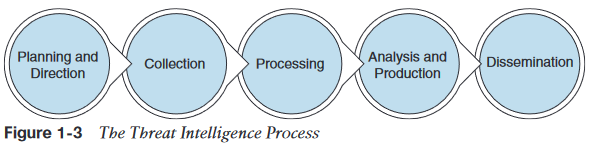 Planning and
Direction
Collection
Processing
Analysis and
Production
Dissemination
Figure 1-3 The Threat Intelligence Process